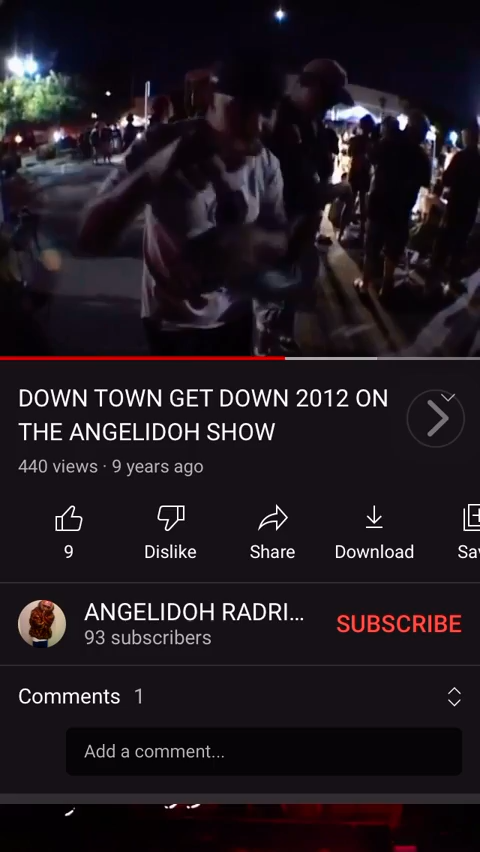 DOWN TOWN GET DOWN 2012 ON
THE ANGELIDOH SHOW
440 views · 9 years ago
9
Dislike
Share
Download
Sav
ANGELIDOH RADRI...
93 subscribers
SUBSCRIBE
Comments 1
Add a comment...